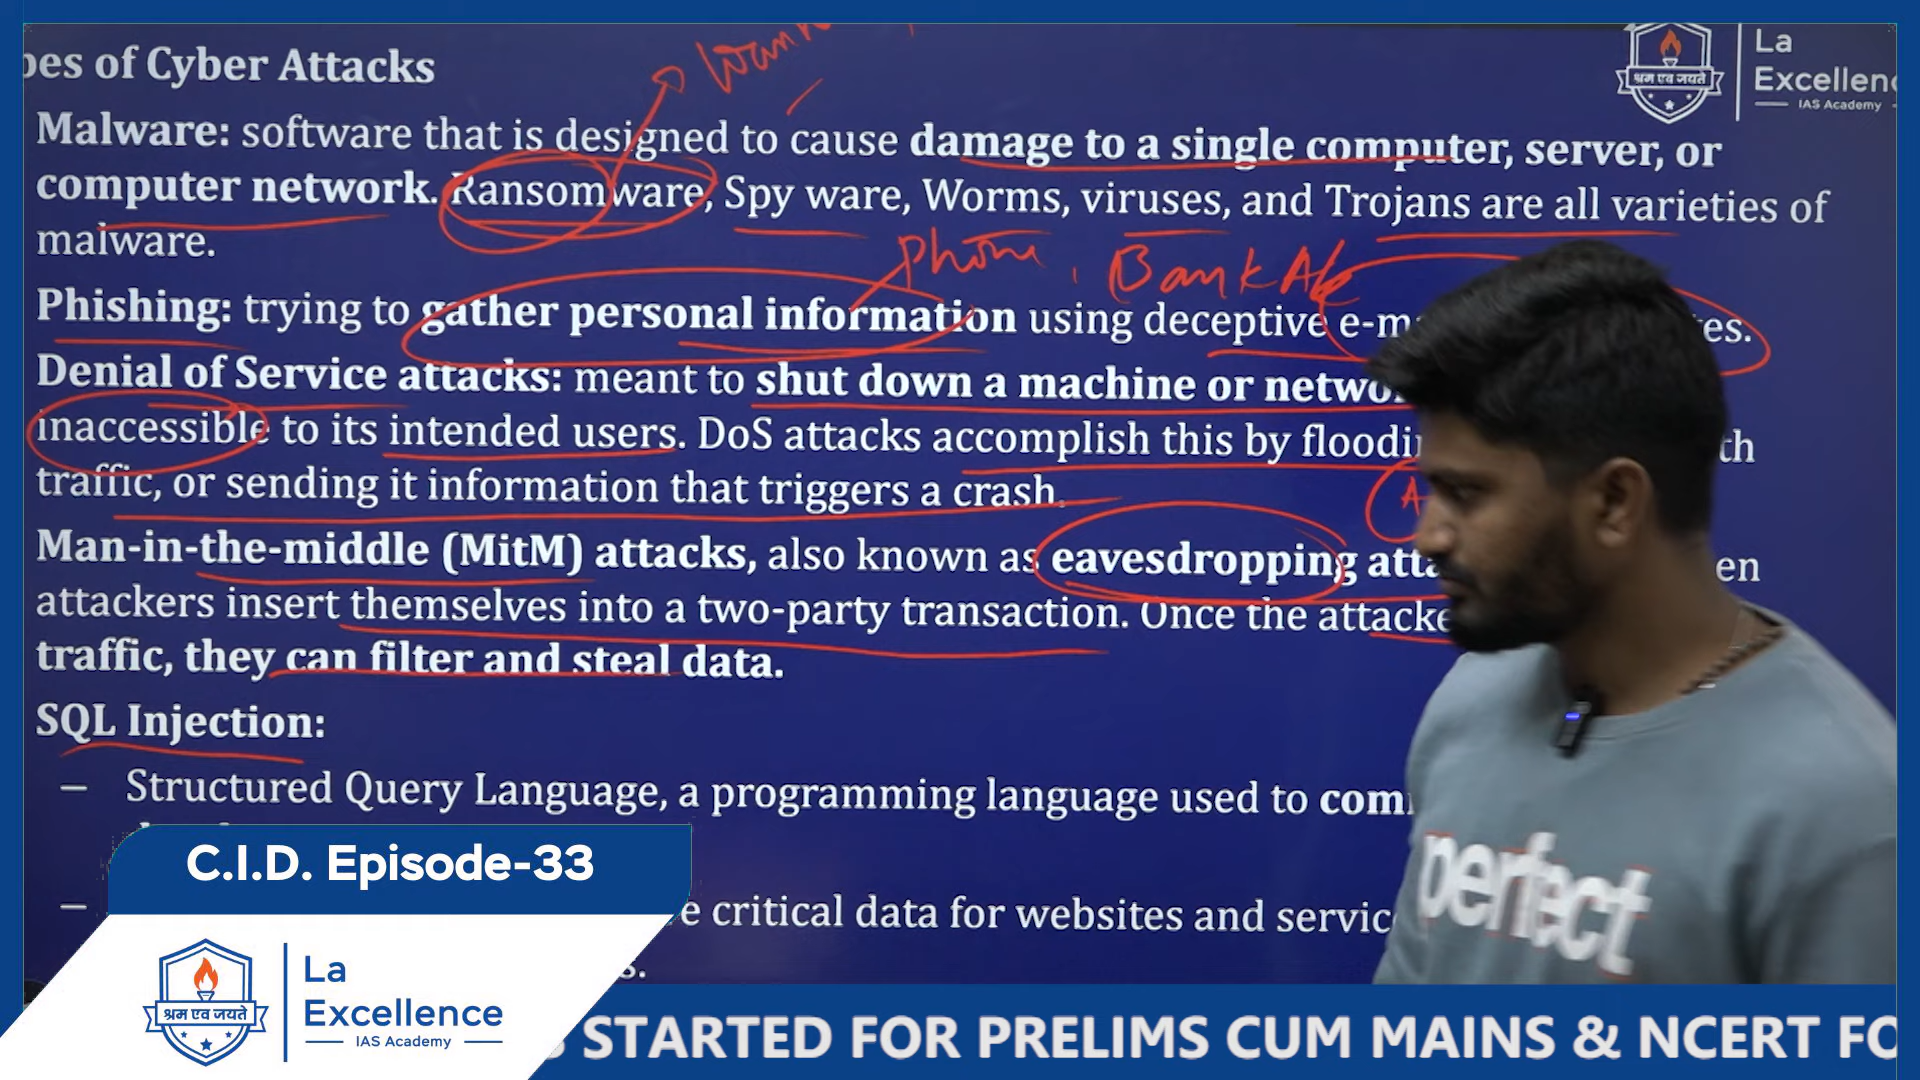 pes of Cyber Attacks
La
Excellenc
IAS Academy
श्रम एव जयते
Malware: software that is designed to cause damage to a single computer, server, or
computer network. Ransomware, Spy ware, Worms, viruses, and Trojans are all varieties of
malware.
Phone, Bank A/c
Phishing: trying to gather personal information using deceptive e-m es.
Denial of Service attacks: meant to shut down a machine or netwo
inaccessible to its intended users. DoS attacks accomplish this by floodi th
traffic, or sending it information that triggers a crash.
A
Man-in-the-middle (MitM) attacks, also known as eavesdropping atta en
attackers insert themselves into a two-party transaction. Once the attacke
traffic, they can filter and steal data.
SQL Injection:
– Structured Query Language, a programming language used to com
– e critical data for websites and servic
s.
C.I.D. Episode-33
श्रम एव जयते
La
Excellence
IAS Academy
STARTED FOR PRELIMS CUM MAINS & NCERT FO
perfect